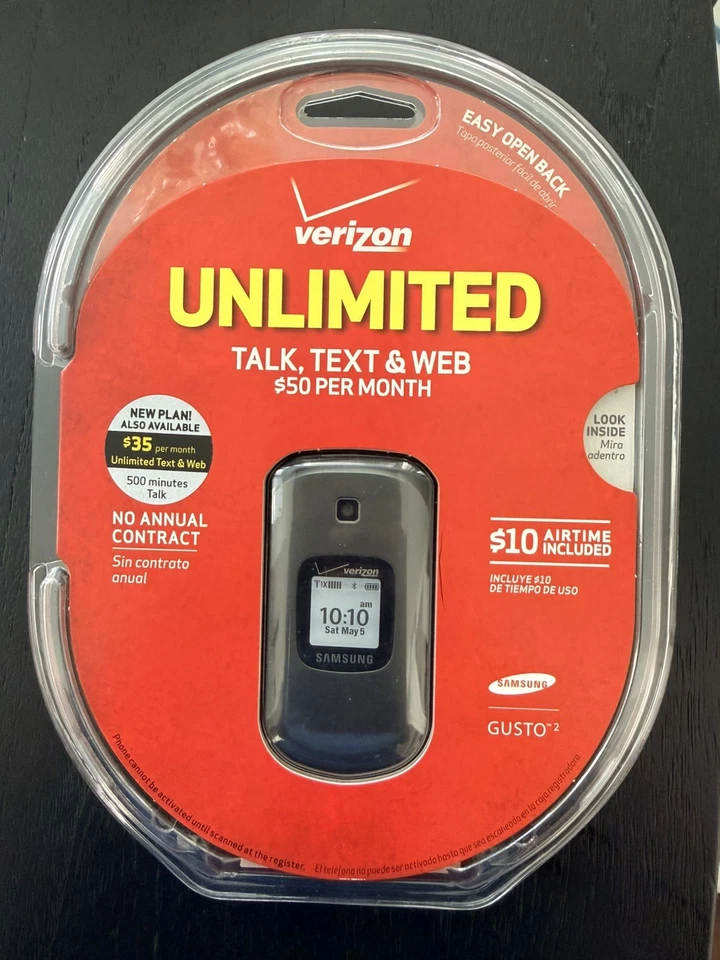 EASY OPEN BACK
Tapa posterior fácil de abrir
verizon
UNLIMITED
TALK, TEXT & WEB
$50 PER MONTH
NEW PLAN!
ALSO AVAILABLE
$35 per month
Unlimited Text & Web
500 minutes
Talk
LOOK
INSIDE
Mira
adentro
NO ANNUAL
CONTRACT
Sin contrato
anual
$10 AIRTIME
INCLUDED
INCLUYE $10
DE TIEMPO DE USO
verizon
1X
am
10:10
Sat May 5
SAMSUNG
SAMSUNG
GUSTO™ 2
Phone cannot be activated until scanned at the register.
El teléfono no puede ser activado hasta que sea escaneado en la caja registradora.